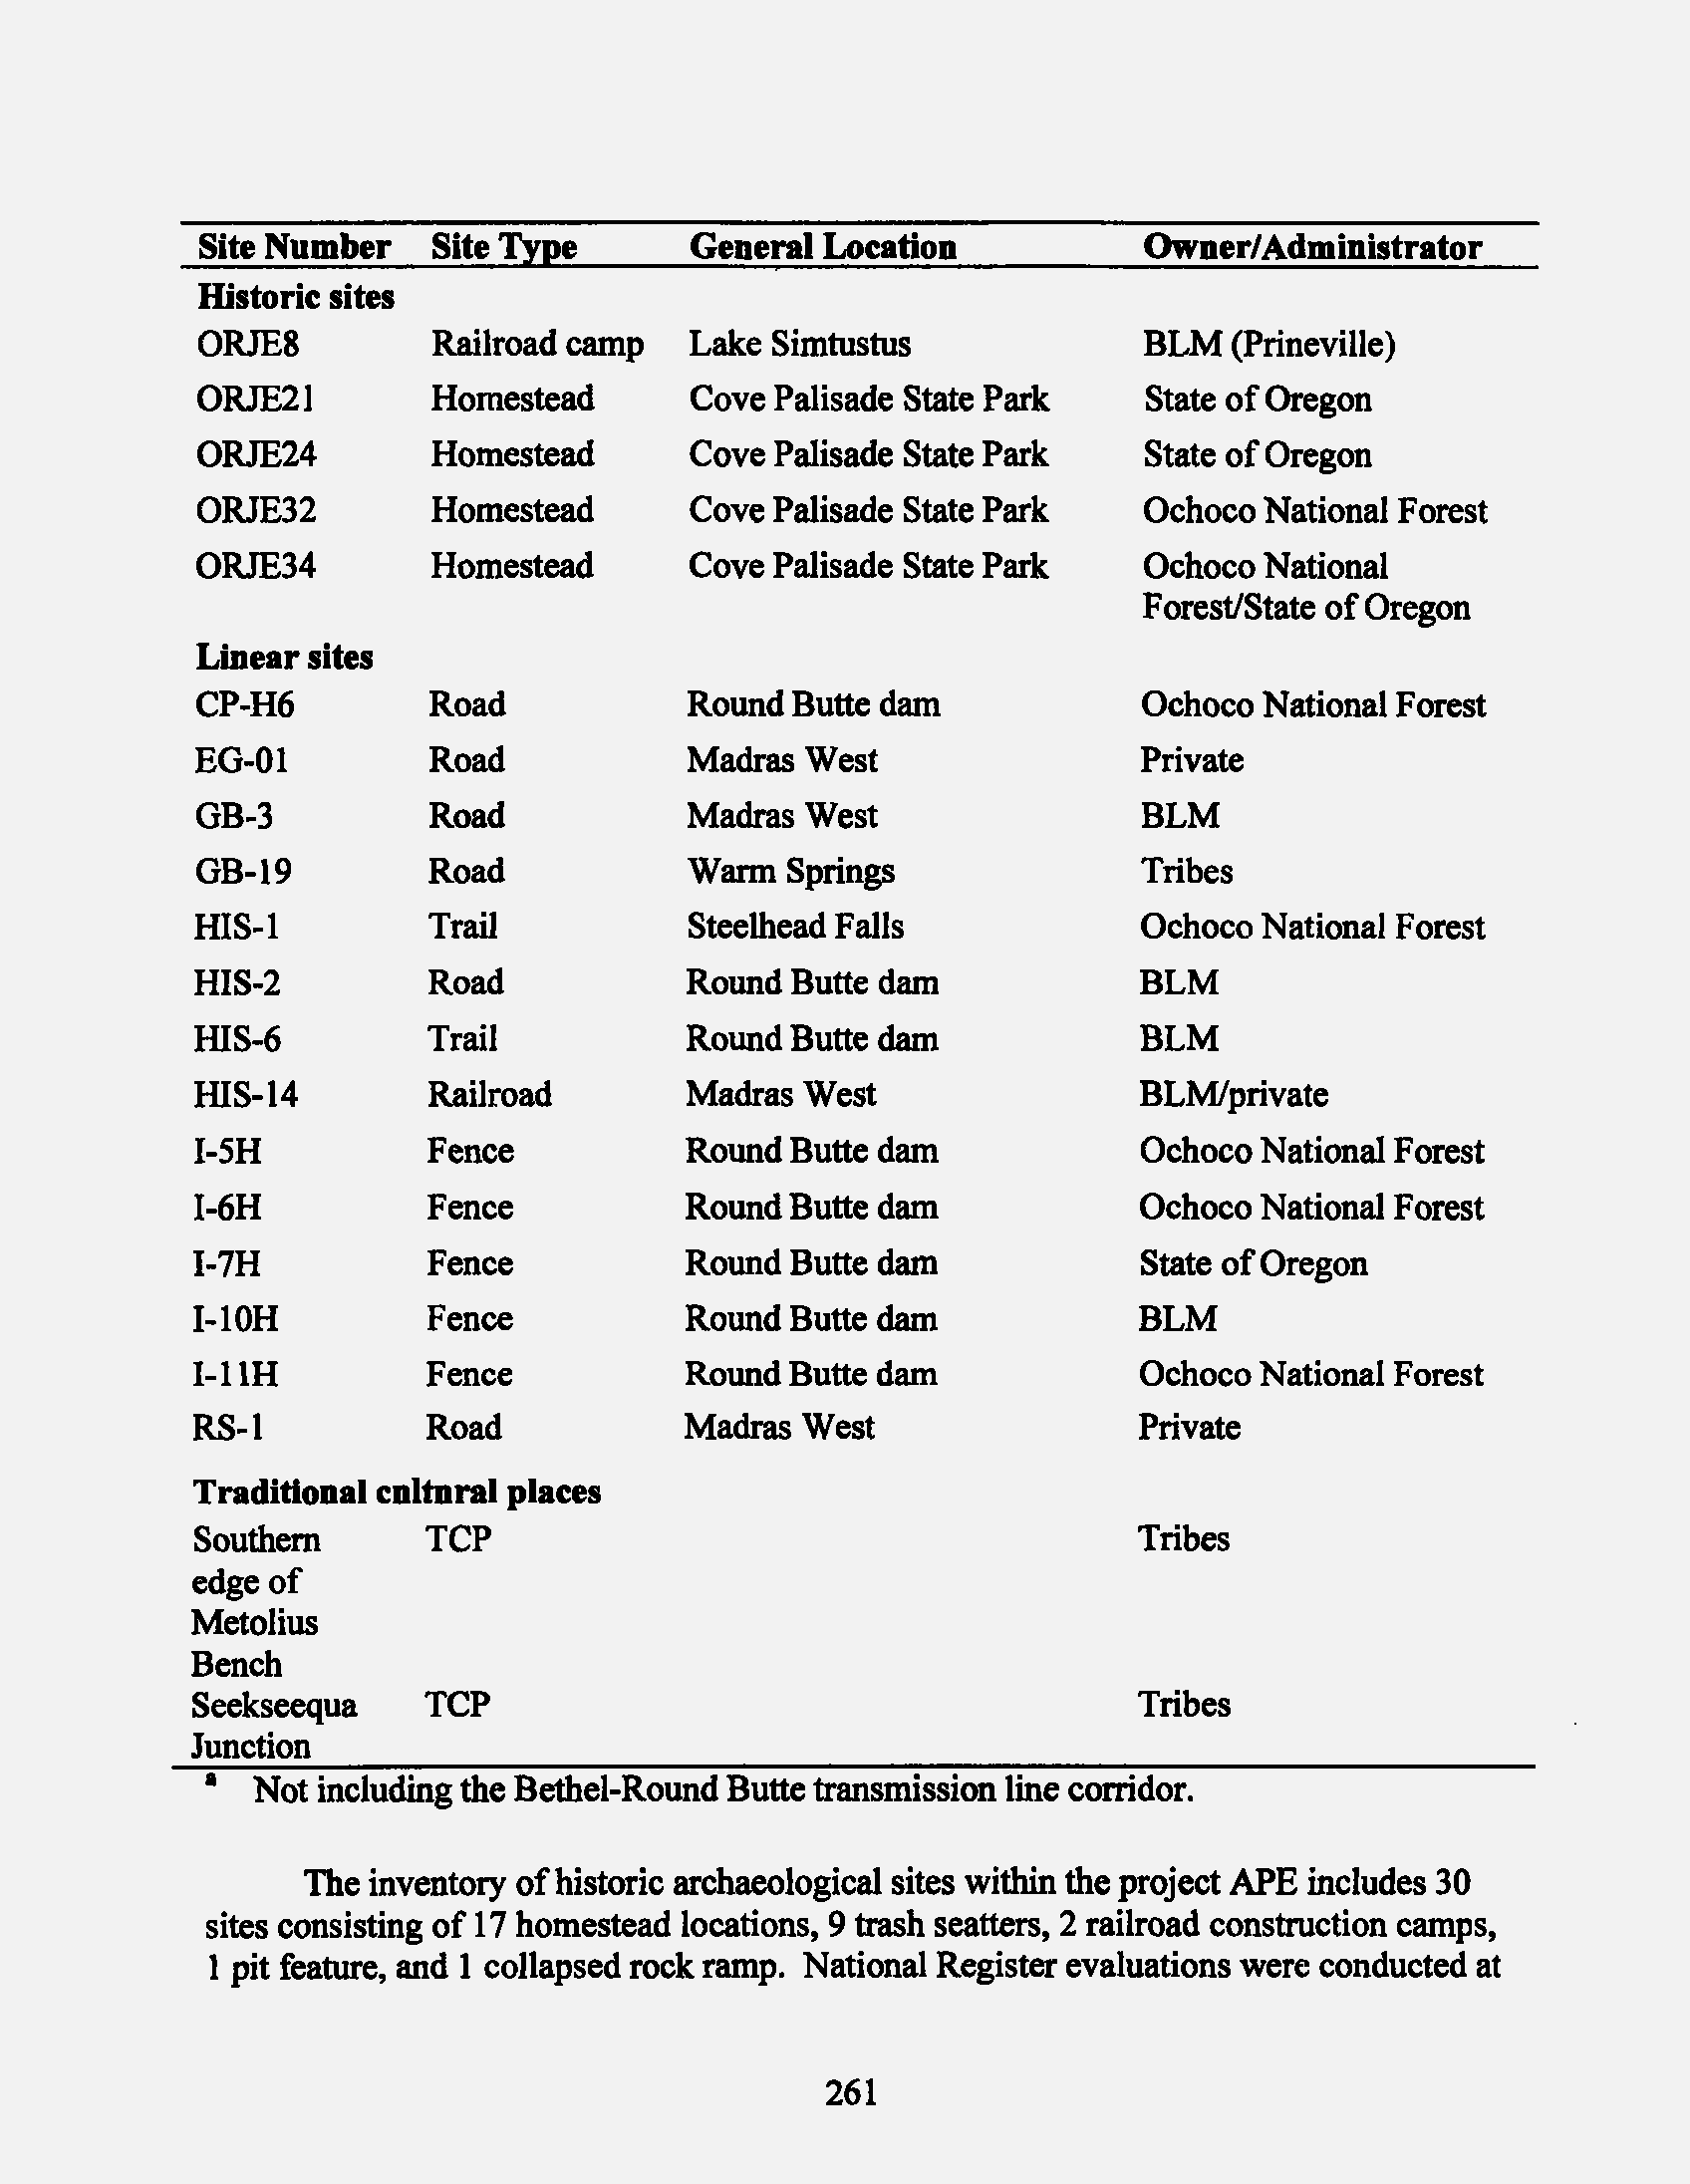 Site Number Site Type General Location Owner/Administrator
Historic sites
ORJE8 Railroad camp Lake Simtustus BLM (Prineville)
ORJE21 Homestead Cove Palisade State Park State of Oregon
ORJE24 Homestead Cove Palisade State Park State of Oregon
ORJE32 Homestead Cove Palisade State Park Ochoco National Forest
ORJE34 Homestead Cove Palisade State Park Ochoco National
Forest/State of Oregon
Linear sites
CP-H6 Road Round Butte dam Ochoco National Forest
EG-01 Road Madras West Private
GB-3 Road Madras West BLM
GB-19 Road Warm Springs Tribes
HIS-1 Trail Steelhead Falls Ochoco National Forest
HIS-2 Road Round Butte dam BLM
HIS-6 Trail Round Butte dam BLM
HIS-14 Railroad Madras West BLM/private
I-5H Fence Round Butte dam Ochoco National Forest
I-6H Fence Round Butte dam Ochoco National Forest
I-7H Fence Round Butte dam State of Oregon
I-10H Fence Round Butte dam BLM
I-11H Fence Round Butte dam Ochoco National Forest
RS-1 Road Madras West Private
Traditional cnltnral places
Southern TCP Tribes
edge of
Metolius
Bench
Seekseequa TCP Tribes
Junction
a Not including the Bethel-Round Butte transmission line corridor.
The inventory of historic archaeological sites within the project APE includes 30
sites consisting of 17 homestead locations, 9 trash seatters, 2 railroad construction camps,
1 pit feature, and 1 collapsed rock ramp. National Register evaluations were conducted at
261